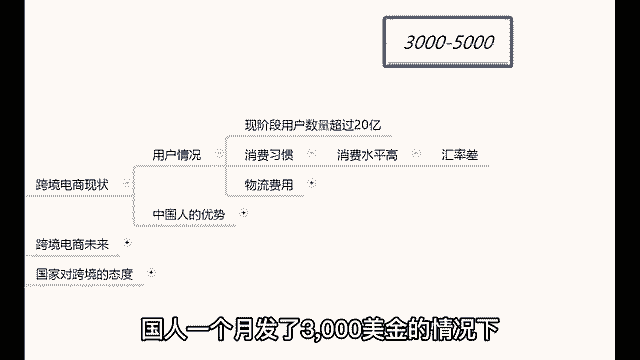 3000-5000
现阶段用户数量超过20亿
用户情况
消费习惯 消费水平高 汇率差
物流费用
跨境电商现状
中国人的优势
跨境电商未来
国家对跨境的态度
国人一个月发了3,000美金的情况下